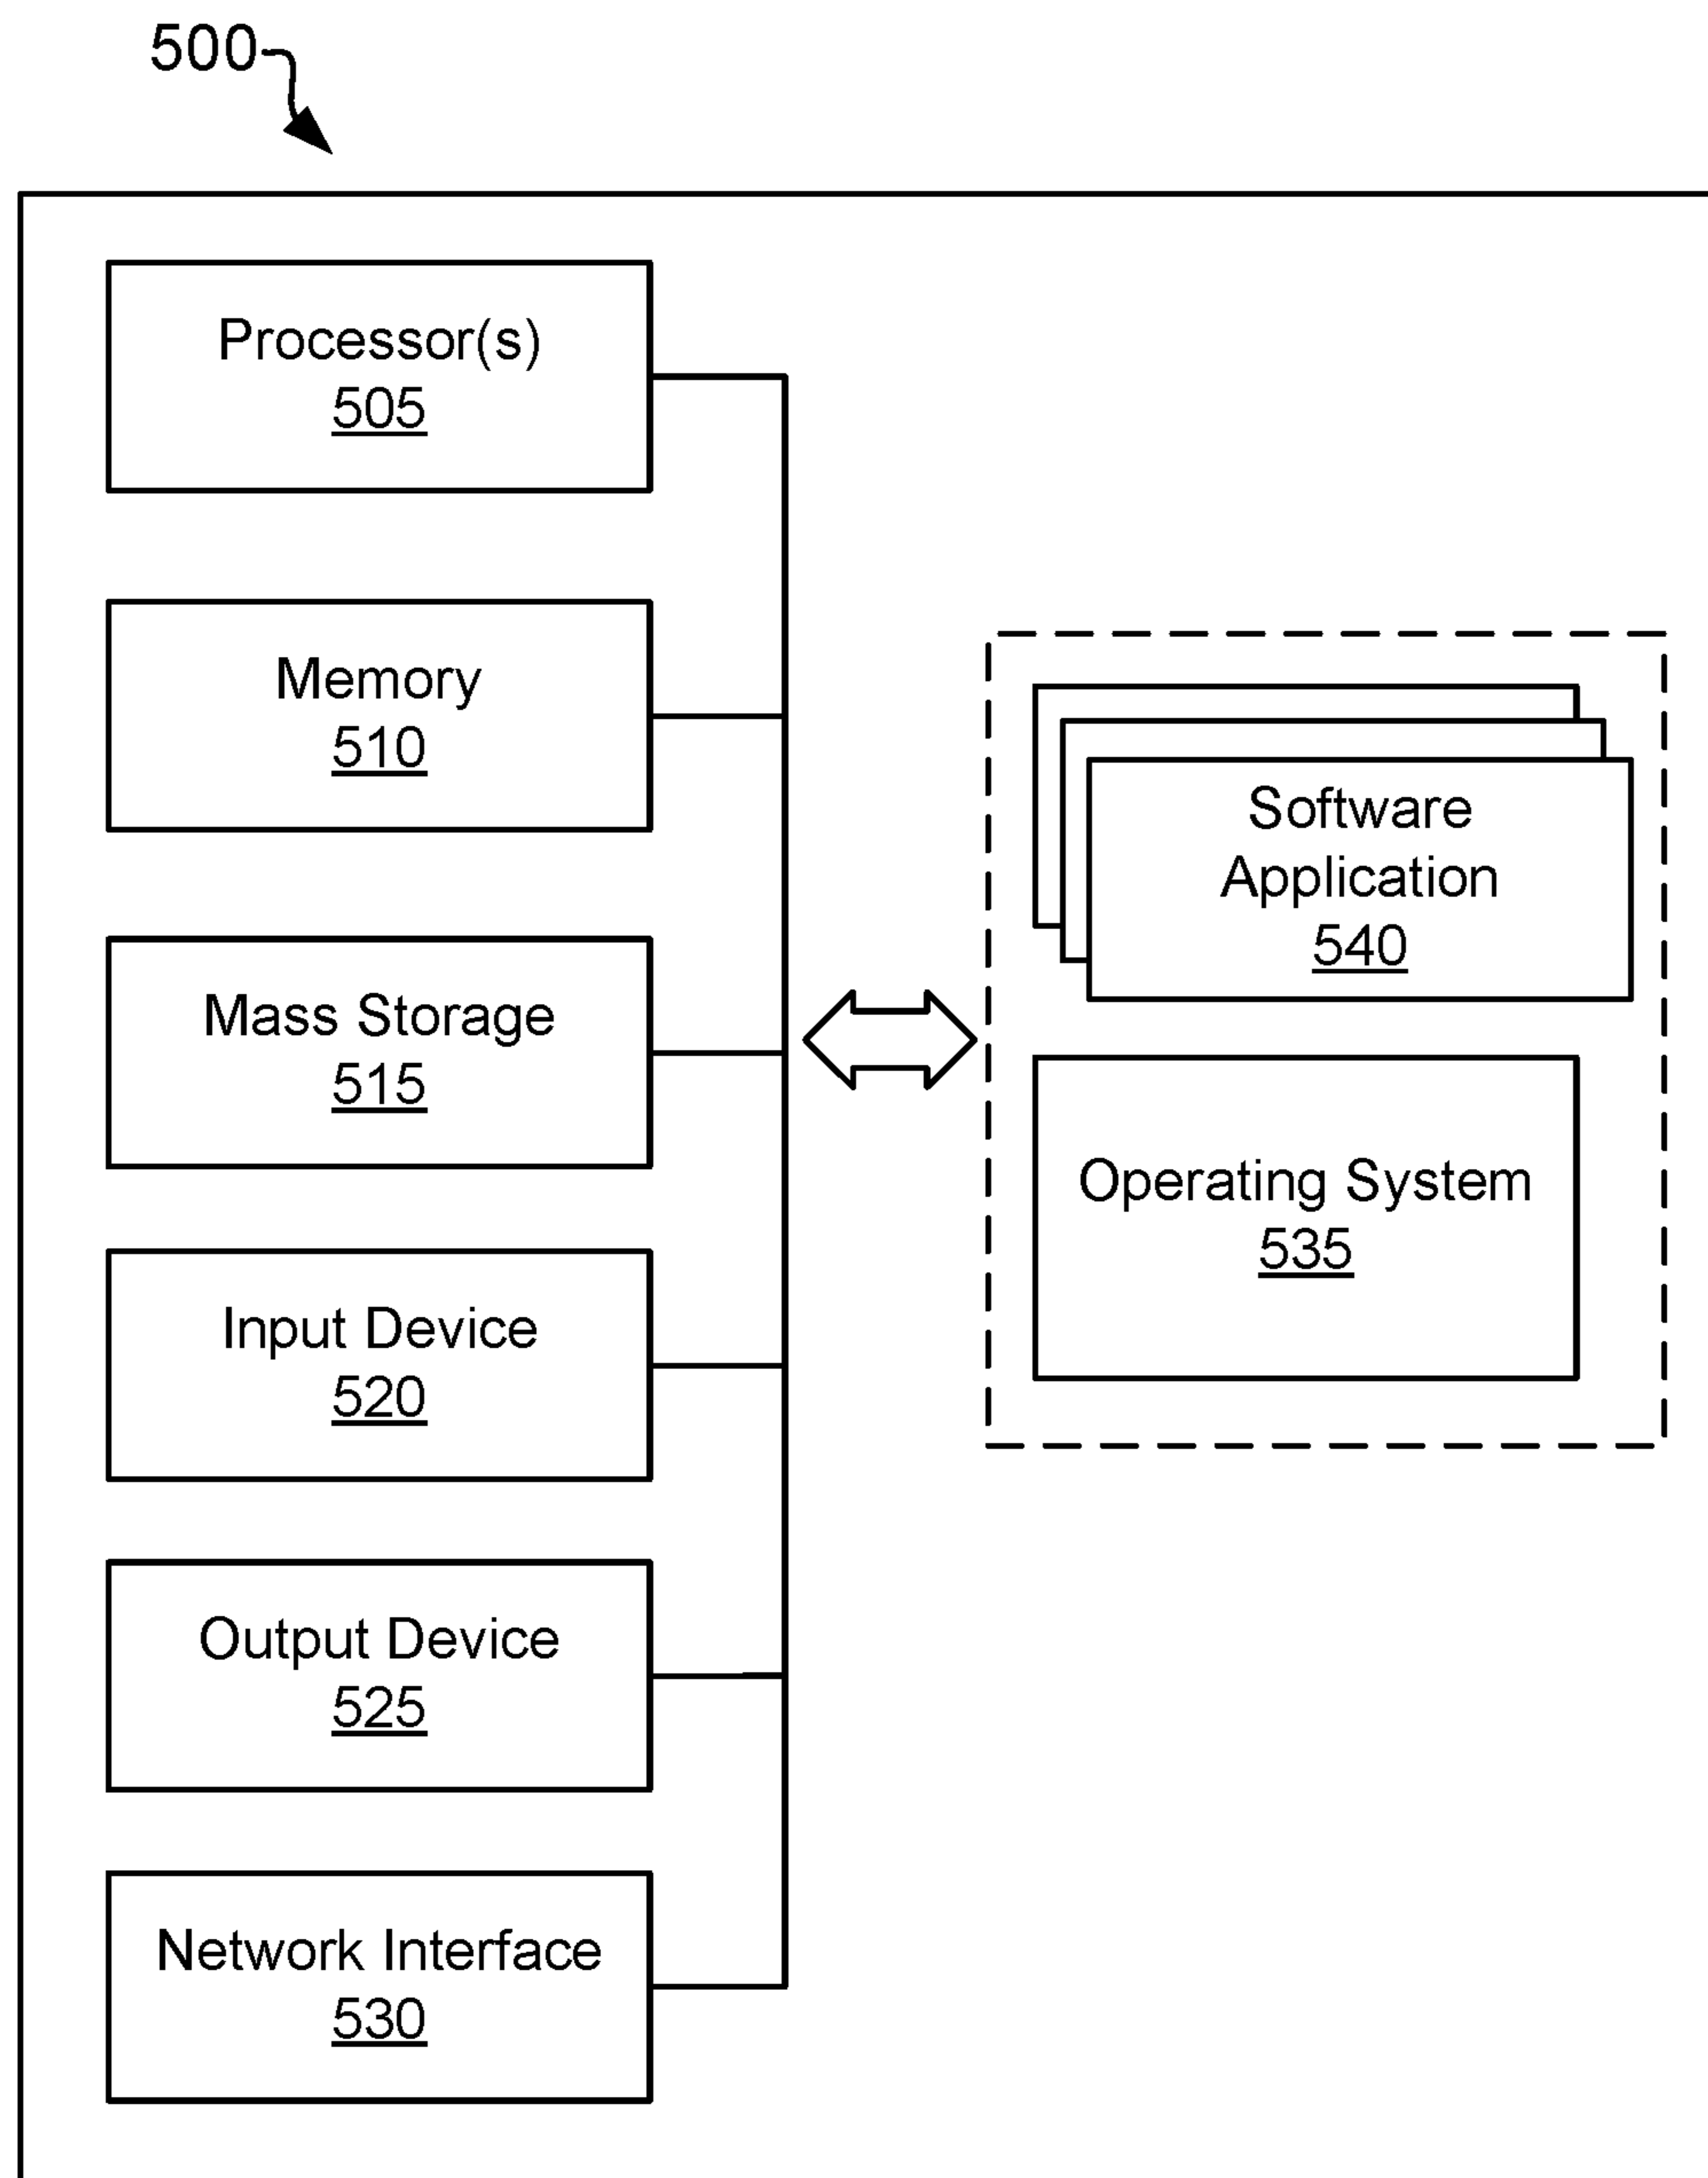 500
Processor(s)
505
Memory
510
Mass Storage
515
Input Device
520
Output Device
525
Network Interface
530
Software
Application
540
Operating System
535